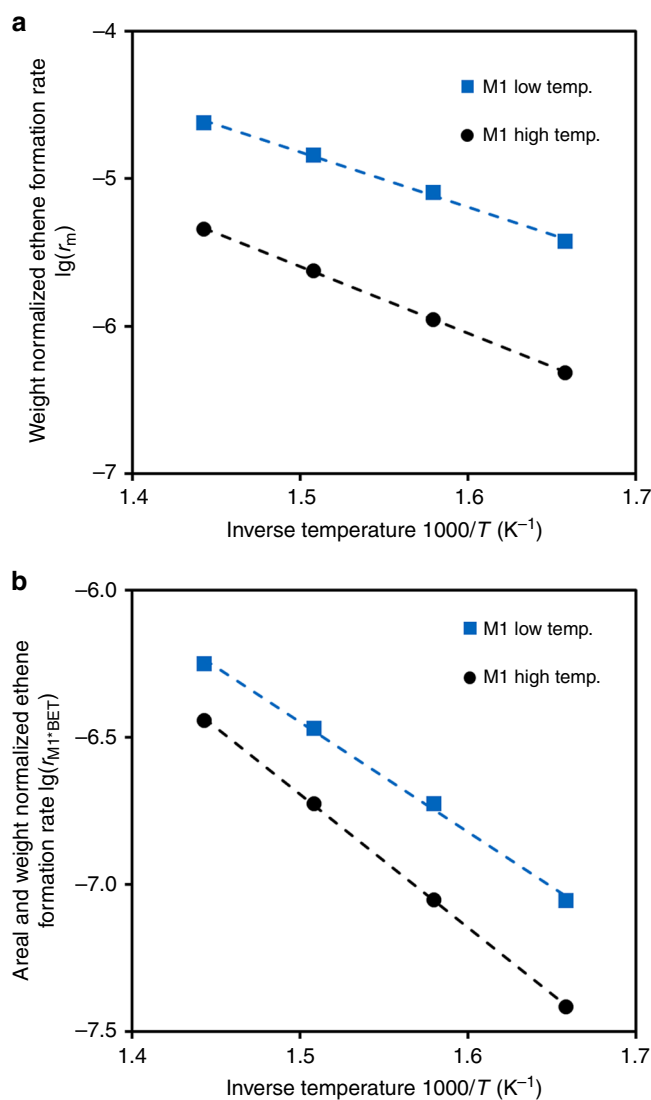 a
Weight normalized ethene formation rate
lg(rm)
–4
–5
–6
–7
M1 low temp.
M1 high temp.
1.4 1.5 1.6 1.7
Inverse temperature 1000/T (K–1)
b
Areal and weight normalized ethene
formation rate lg(rM1*BET)
–6.0
–6.5
–7.0
–7.5
M1 low temp.
M1 high temp.
1.4 1.5 1.6 1.7
Inverse temperature 1000/T (K–1)